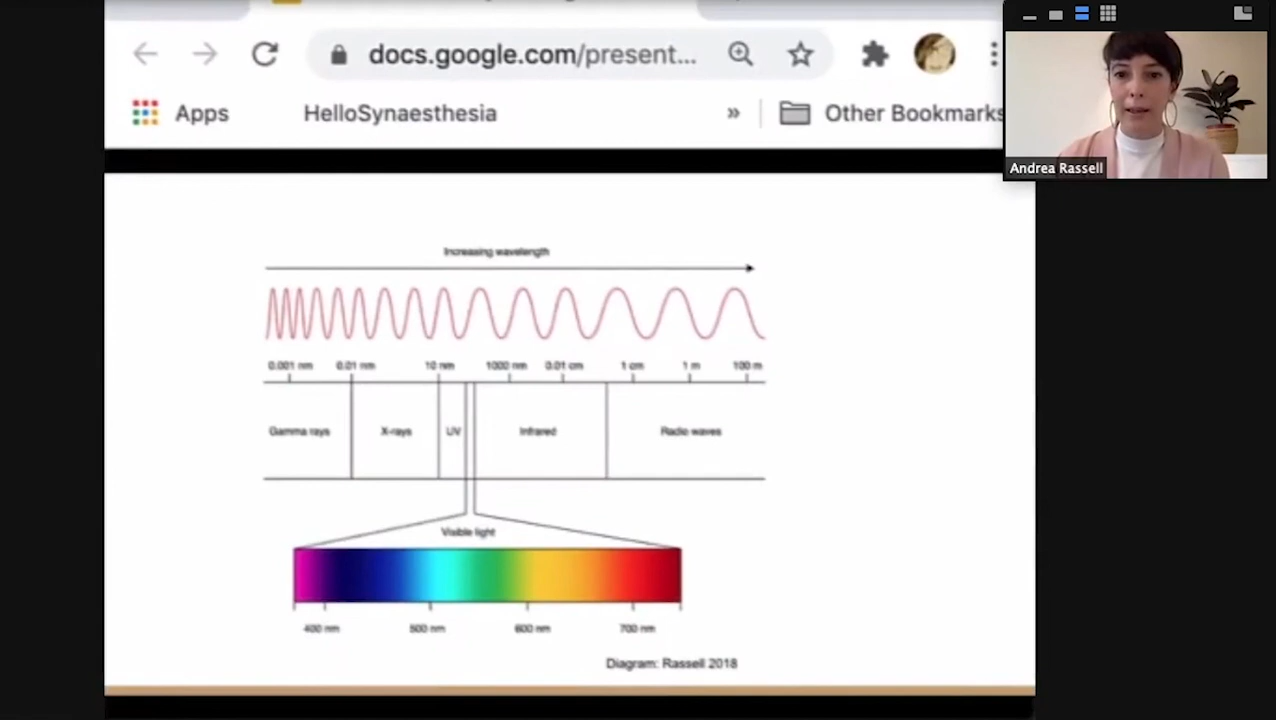 docs.google.com/present...
Apps
HelloSynaesthesia
»
Other Bookmarks
Andrea Rassell
Increasing wavelength
0.001 nm 0.01 nm 10 nm 1000 nm 0.01 cm 1 cm 1 m 100 m
Gamma rays X-rays UV Infrared Radio waves
Visible light
400 nm 500 nm 600 nm 700 nm
Diagram: Rassell 2018